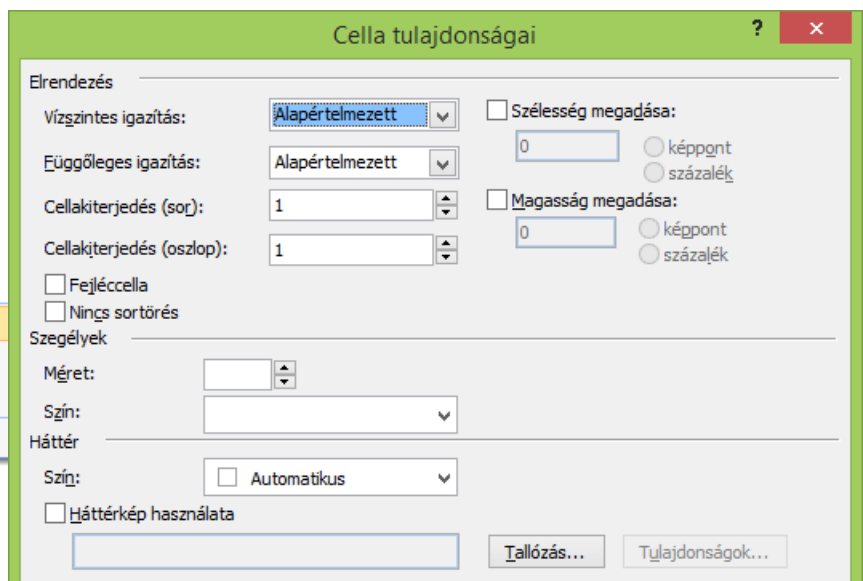 Cella tulajdonságai ? ×
Elrendezés
Vízszintes igazítás: Alapértelmezett
Szélesség megadása:
0
képpont
százalék
Függőleges igazítás: Alapértelmezett
Cellakiterjedés (sor): 1
Magasság megadása:
0
képpont
százalék
Cellakiterjedés (oszlop): 1
Fejléccella
Nincs sortörés
Szegélyek
Méret:
Szín:
Háttér
Szín: Automatikus
Háttérkép használata
Tallózás... Tulajdonságok...